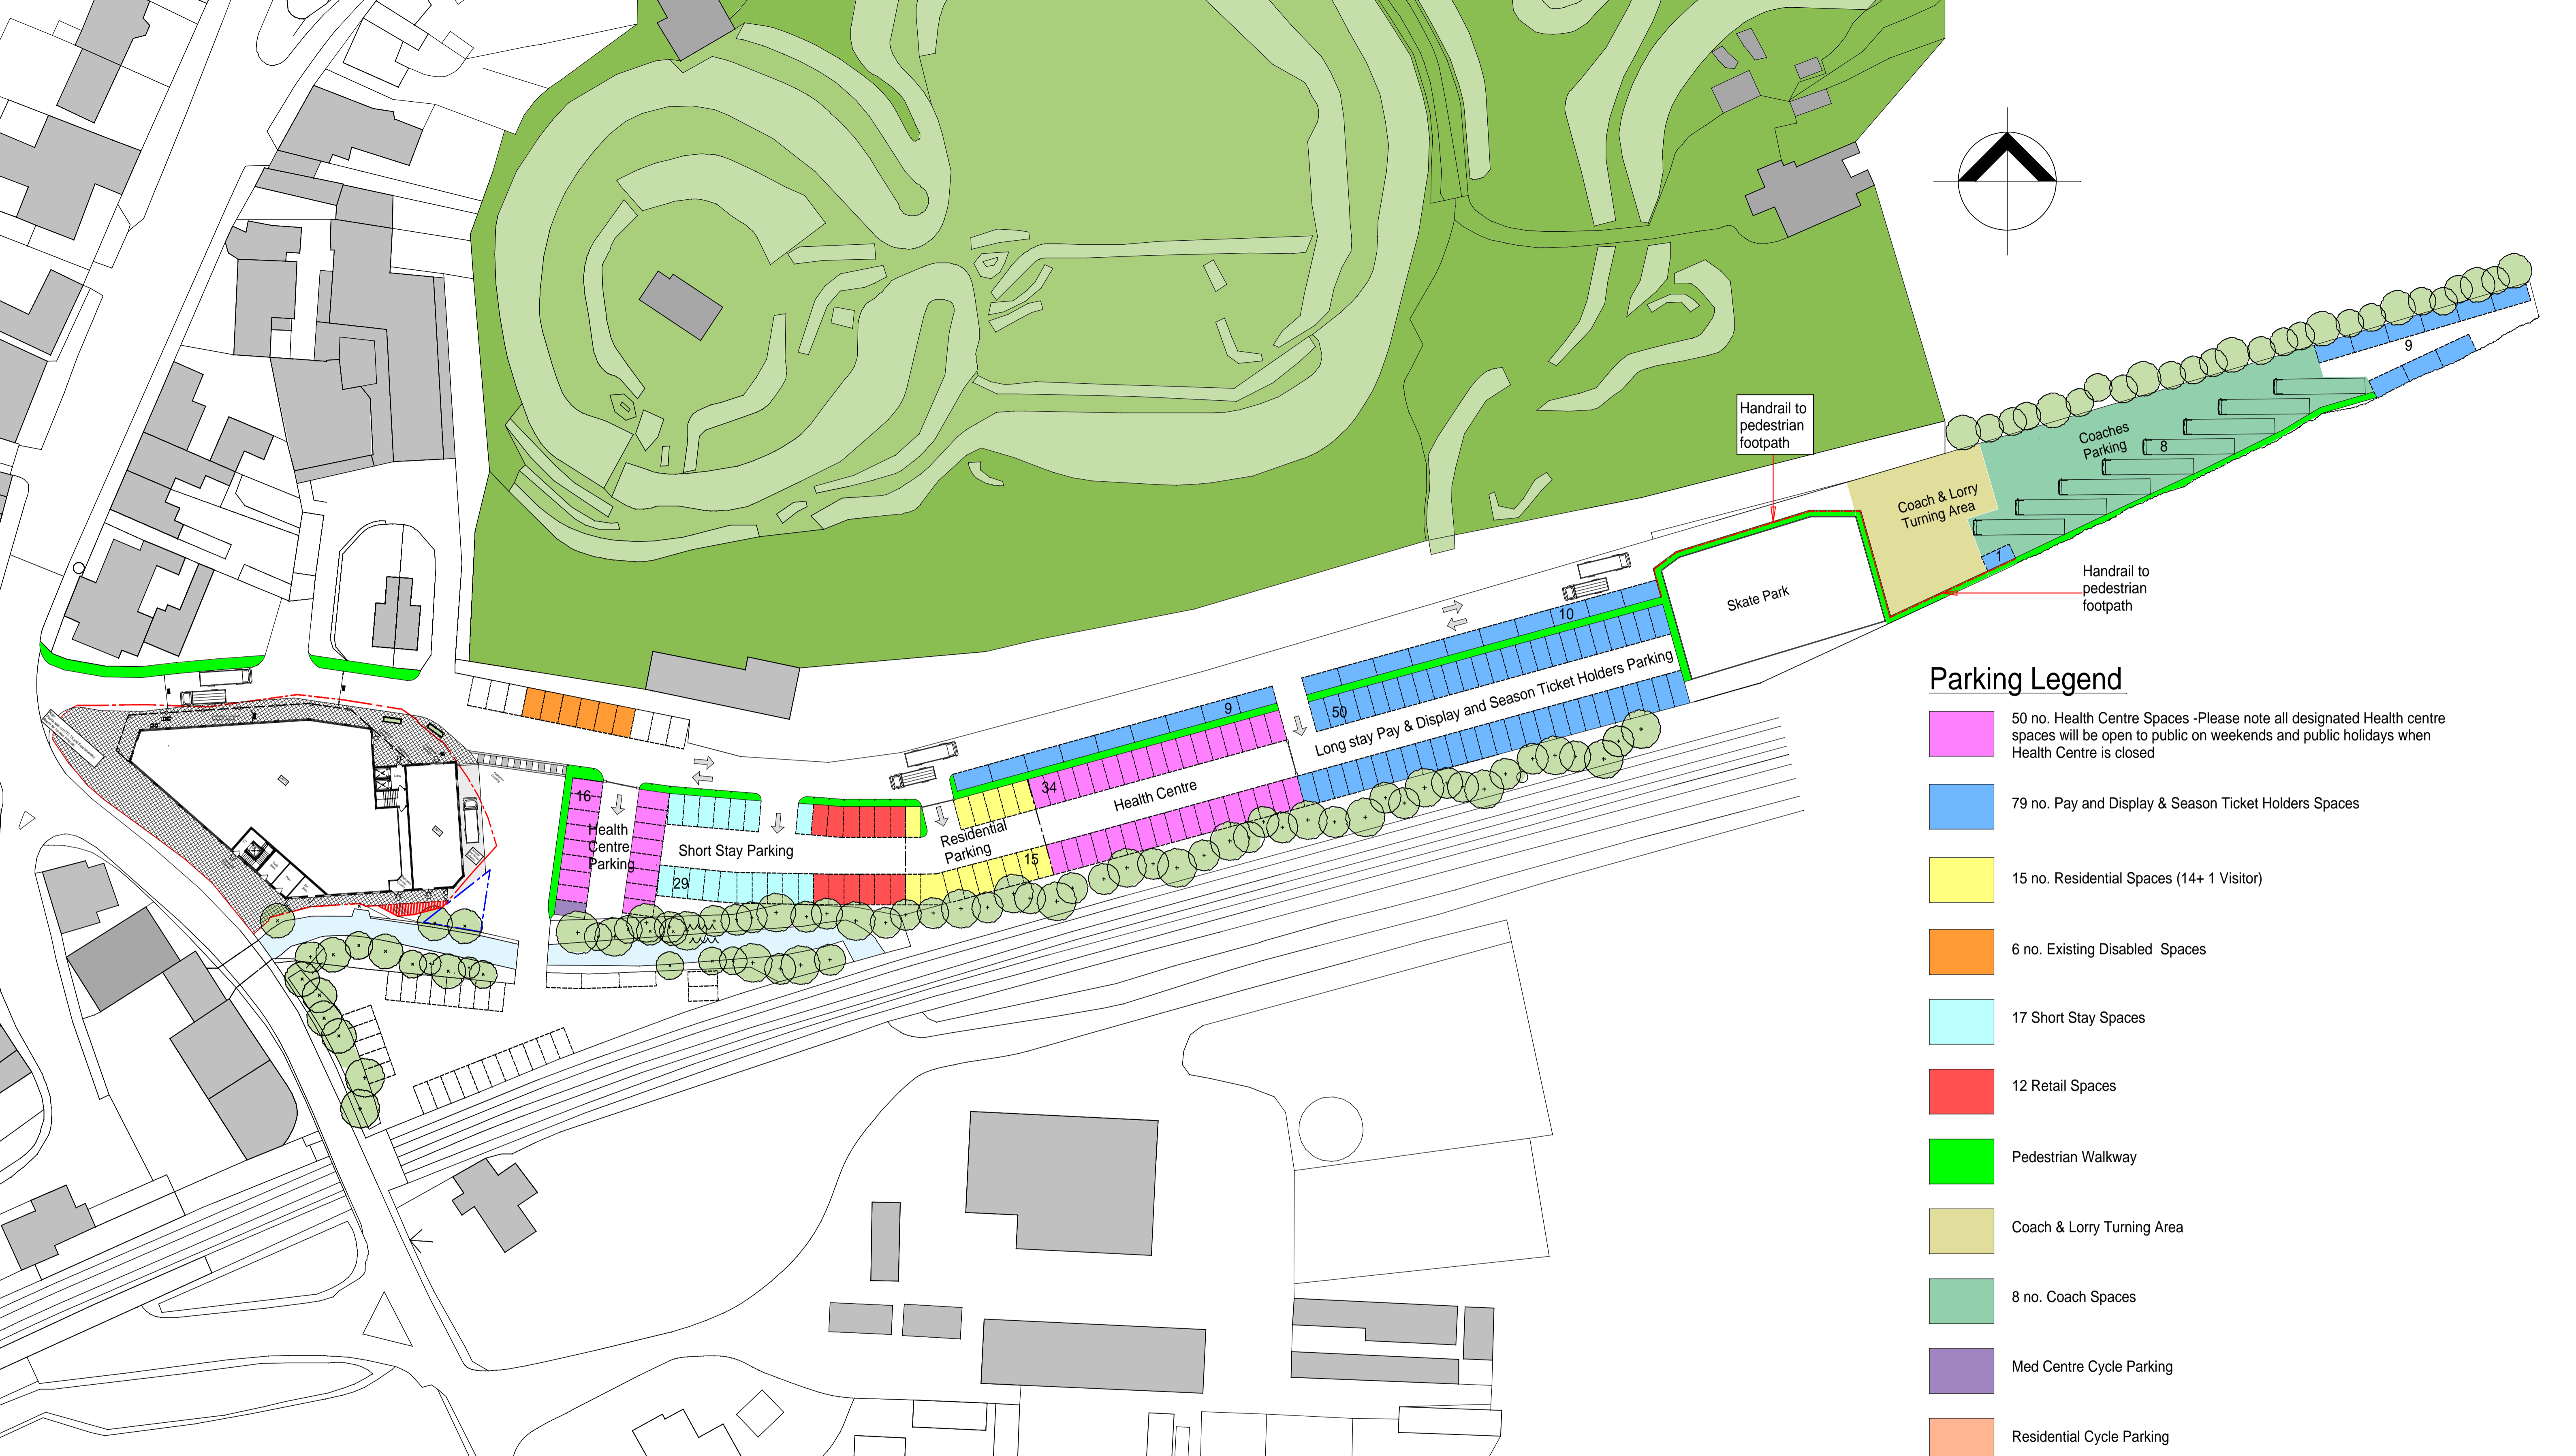 9
Handrail to
pedestrian
footpath
Coaches
Parking
8
Coach & Lorry
Turning Area
1
Handrail to
pedestrian
footpath
Skate Park
10
50
Long stay Pay & Display and Season Ticket Holders Parking
9
34
Health Centre
16
Health
Centre
Parking
Short Stay Parking
29
Residential
Parking
15
Parking Legend
50 no. Health Centre Spaces -Please note all designated Health centre
spaces will be open to public on weekends and public holidays when
Health Centre is closed
79 no. Pay and Display & Season Ticket Holders Spaces
15 no. Residential Spaces (14+ 1 Visitor)
6 no. Existing Disabled  Spaces
17 Short Stay Spaces
12 Retail Spaces
Pedestrian Walkway
Coach & Lorry Turning Area
8 no. Coach Spaces
Med Centre Cycle Parking
Residential Cycle Parking